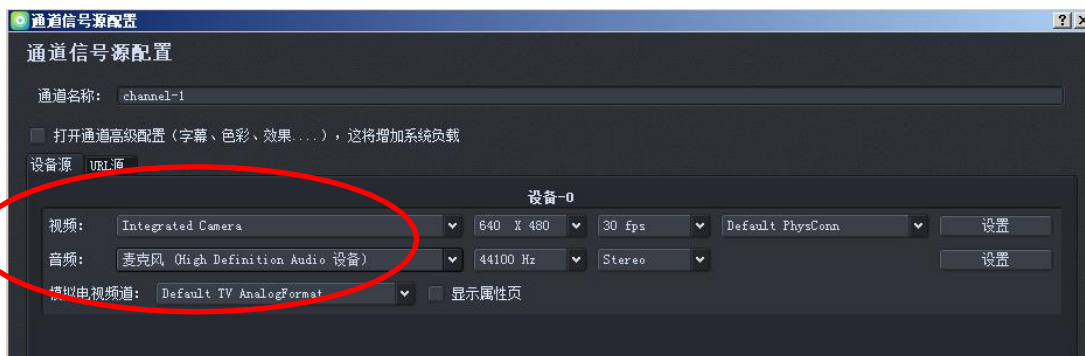 通道信号源配置
通道信号源配置
通道名称: channel-1
打开通道高级配置（字幕、色彩、效果....），这将增加系统负载
设备源 URL源
设备-0
视频: Integrated Camera 640 X 480 30 fps Default PhysConn 设置
音频: 麦克风 (High Definition Audio 设备) 44100 Hz Stereo 设置
模拟电视频道: Default TV AnalogFormat 显示属性页